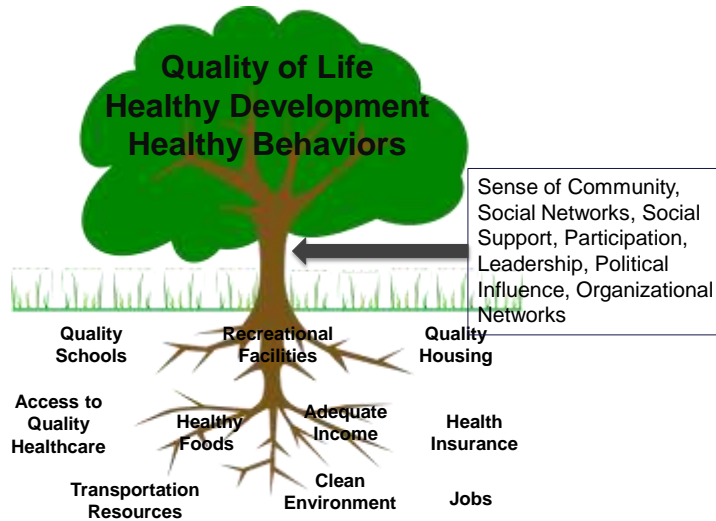 Quality of Life
Healthy Development
Healthy Behaviors
Sense of Community,
Social Networks, Social
Support, Participation,
Leadership, Political
Influence, Organizational
Networks
Quality
Schools
Recreational
Facilities
Quality
Housing
Access to
Quality
Healthcare
Healthy
Foods
Adequate
Income
Health
Insurance
Transportation
Resources
Clean
Environment
Jobs